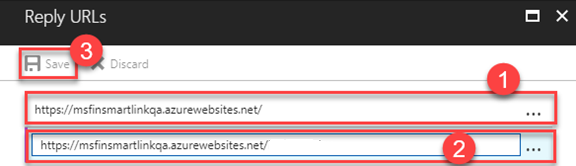 Reply URLs
3
Save Discard
1
https://msfinsmartlinkqa.azurewebsites.net/ ...
https://msfinsmartlinkqa.azurewebsites.net/ ...
2